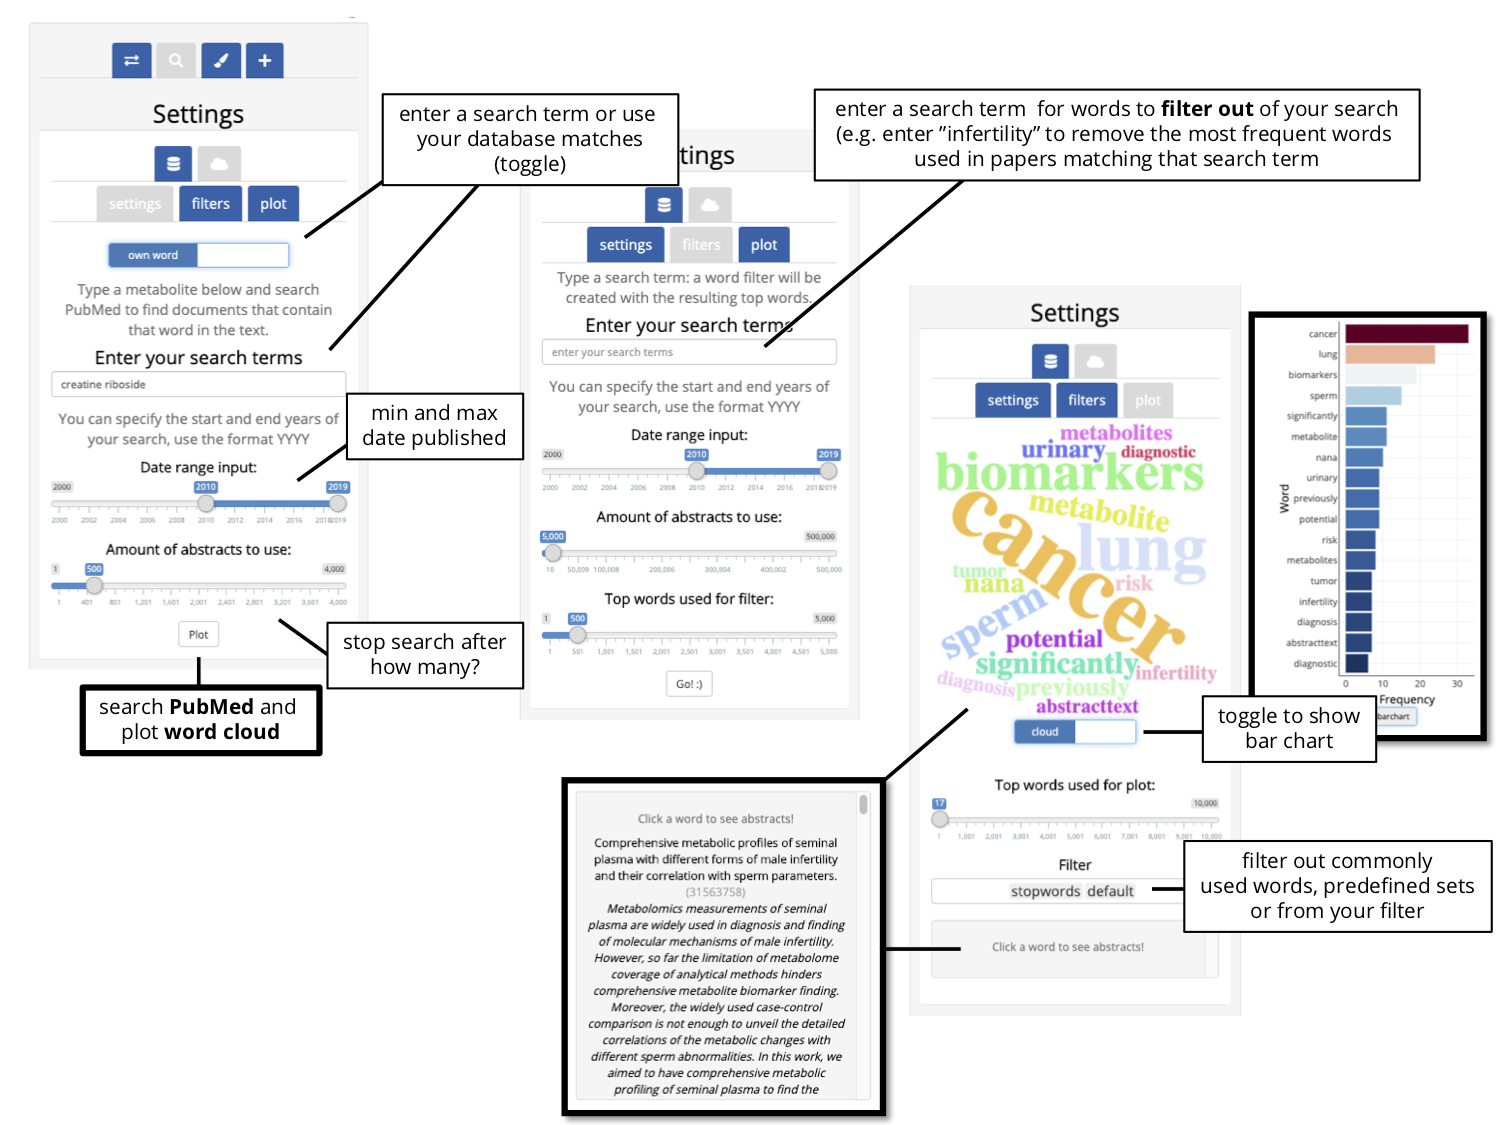 Settings
settings filters plot
own word
Type a metabolite below and search
PubMed to find documents that contain
that word in the text.
Enter your search terms
creatine riboside
You can specify the start and end years of
your search, use the format YYYY
Date range input:
2000 2010 2019
2000 2002 2004 2006 2008 2010 2012 2014 2016 2018 2019
Amount of abstracts to use:
1 500 4,000
1 401 801 1,201 1,601 2,001 2,401 2,801 3,201 3,601 4,000
Plot
search PubMed and
plot word cloud
enter a search term or use
your database matches
(toggle)
min and max
date published
stop search after
how many?
tings
settings filters plot
Type a search term: a word filter will be
created with the resulting top words.
Enter your search terms
enter your search terms
You can specify the start and end years of
your search, use the format YYYY
Date range input:
2000 2010 2019
2000 2002 2004 2006 2008 2010 2012 2014 2016 2018 2019
Amount of abstracts to use:
5,000 500,000
10 50,009 100,008 200,006 300,004 400,002 500,000
Top words used for filter:
1 500 5,000
1 501 1,001 1,501 2,001 2,501 3,001 3,501 4,001 4,501 5,000
Go! :)
enter a search term for words to filter out of your search
(e.g. enter ”infertility” to remove the most frequent words
used in papers matching that search term
Settings
settings filters plot
metabolites
urinary diagnostic
biomarkers
metabolite
cancer
lung
tumor
nana
risk
sperm
potential
significantly
infertility
diagnosis
previously
abstracttext
cloud
Top words used for plot:
17 10,000
1 1,001 2,001 3,001 4,001 5,001 6,001 7,001 8,001 9,001 10,000
Filter
stopwords default
Click a word to see abstracts!
Word
cancer
lung
biomarkers
sperm
significantly
metabolite
nana
urinary
previously
potential
risk
metabolites
tumor
infertility
diagnosis
abstracttext
diagnostic
0 10 20 30
Frequency
barchart
toggle to show
bar chart
filter out commonly
used words, predefined sets
or from your filter
Click a word to see abstracts!
Comprehensive metabolic profiles of seminal
plasma with different forms of male infertility
and their correlation with sperm parameters.
(31563758)
Metabolomics measurements of seminal
plasma are widely used in diagnosis and finding
of molecular mechanisms of male infertility.
However, so far the limitation of metabolome
coverage of analytical methods hinders
comprehensive metabolite biomarker finding.
Moreover, the widely used case-control
comparison is not enough to unveil the detailed
correlations of the metabolic changes with
different sperm abnormalities. In this work, we
aimed to have comprehensive metabolic
profiling of seminal plasma to find the